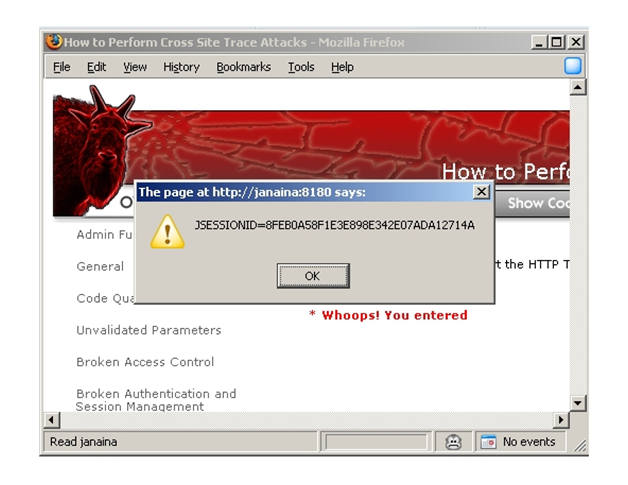 How to Perform Cross Site Trace Attacks - Mozilla Firefox
File Edit View History Bookmarks Tools Help
How to Perfo
The page at http://janaina:8180 says:
Show Coo
JSESSIONID=8FEB0A58F1E3E898E342E07ADA12714A
OK
Admin Fu
General
t the HTTP T
Code Qua
* Whoops! You entered
Unvalidated Parameters
Broken Access Control
Broken Authentication and
Session Management
Read janaina
No events